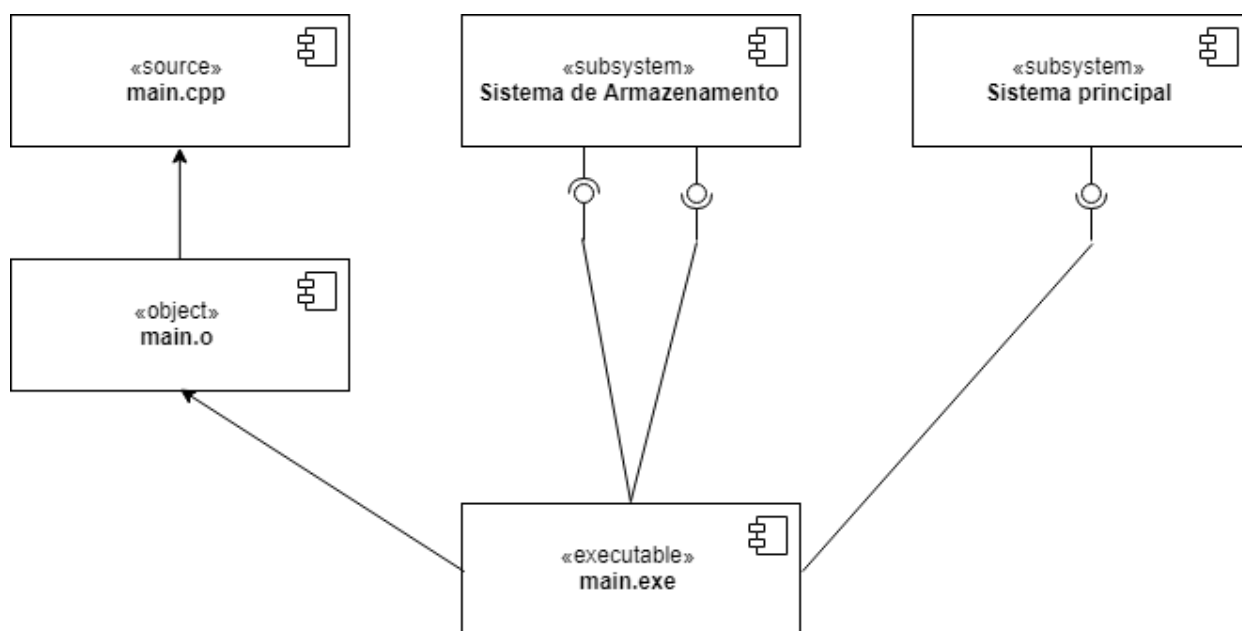 «source»
main.cpp
«subsystem»
Sistema de Armazenamento
«subsystem»
Sistema principal
«object»
main.o
«executable»
main.exe